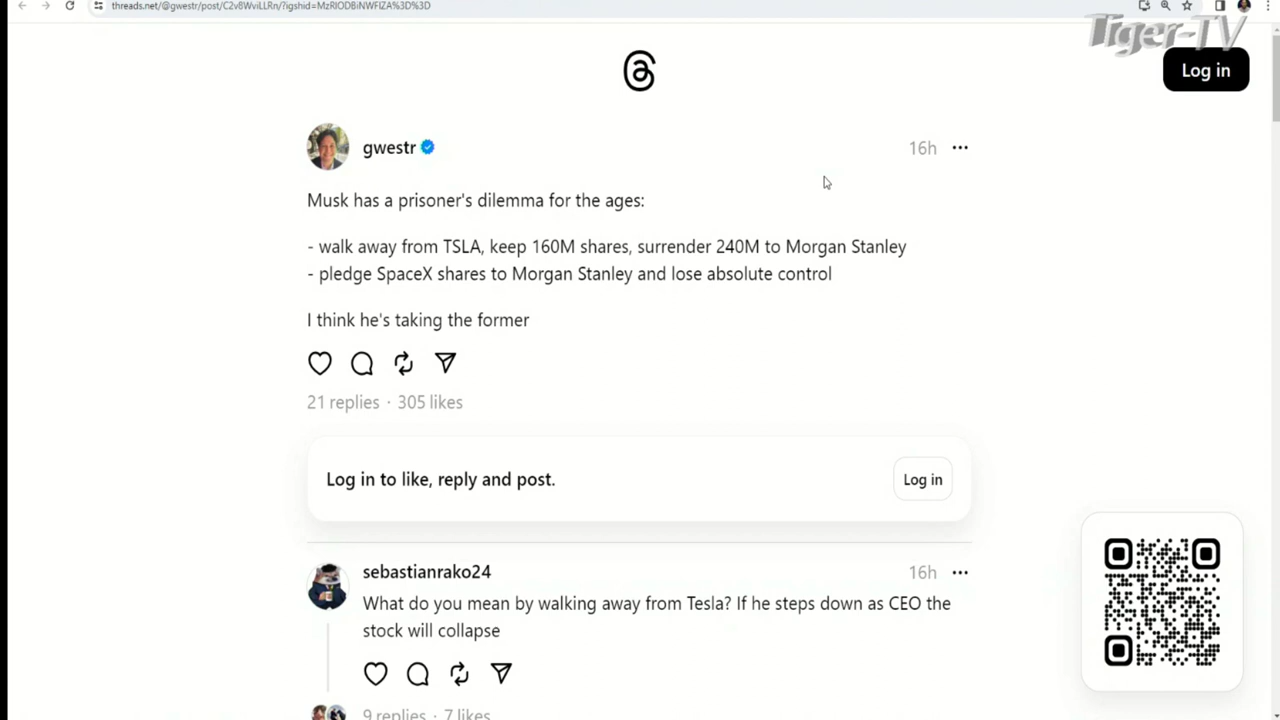 threads.net/@gwestr/post/C2v8WviLLRn/?igshid=MzRlODBiNWFlZA%3D%3D
Tiger-TV
Log in
gwestr
16h
Musk has a prisoner's dilemma for the ages:
- walk away from TSLA, keep 160M shares, surrender 240M to Morgan Stanley
- pledge SpaceX shares to Morgan Stanley and lose absolute control
I think he's taking the former
21 replies · 305 likes
Log in to like, reply and post.
Log in
sebastianrako24
16h
What do you mean by walking away from Tesla? If he steps down as CEO the
stock will collapse
9 replies · 7 likes